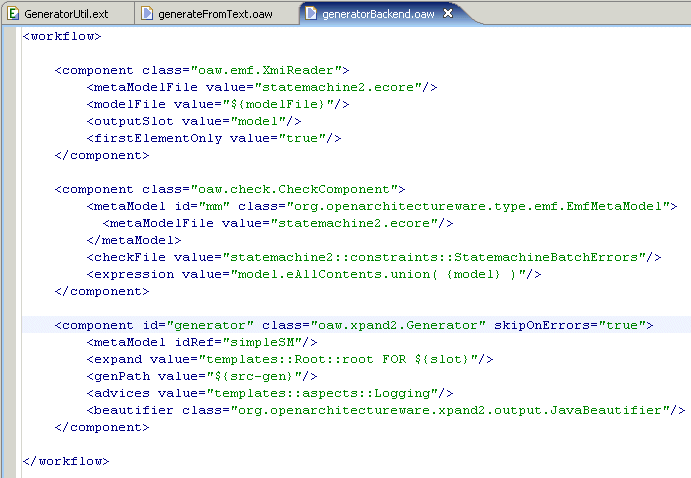 GeneratorUtil.ext generateFromText.oaw generatorBackend.oaw
<workflow>
<component class="oaw.emf.XmiReader">
<metaModelFile value="statemachine2.ecore"/>
<modelFile value="${modelFile}"/>
<outputSlot value="model"/>
<firstElementOnly value="true"/>
</component>
<component class="oaw.check.CheckComponent">
<metaModel id="mm" class="org.openarchitectureware.type.emf.EmfMetaModel">
<metaModelFile value="statemachine2.ecore"/>
</metaModel>
<checkFile value="statemachine2::constraints::StatemachineBatchErrors"/>
<expression value="model.eAllContents.union( {model} )"/>
</component>
<component id="generator" class="oaw.xpand2.Generator" skipOnErrors="true">
<metaModel idRef="simpleSM"/>
<expand value="templates::Root::root FOR ${slot}"/>
<genPath value="${src-gen}"/>
<advices value="templates::aspects::Logging"/>
<beautifier class="org.openarchitectureware.xpand2.output.JavaBeautifier"/>
</component>
</workflow>